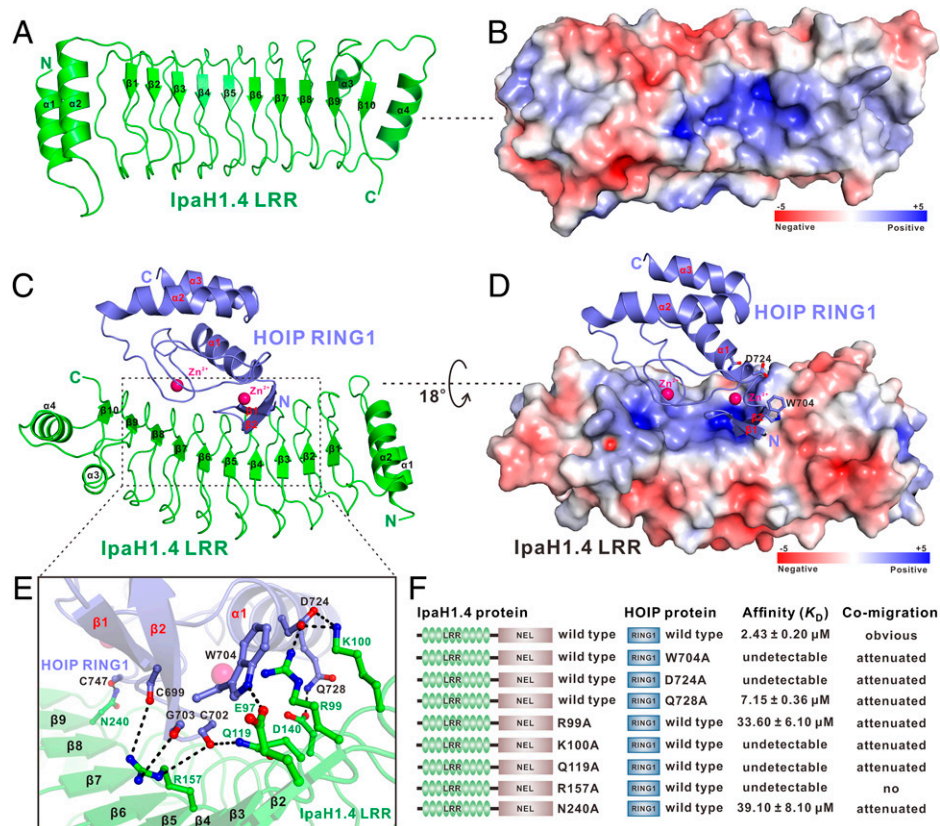 A
N
α1
α2
β1
β2
β3
β4
β5
β6
β7
β8
β9
α3
β10
α4
C
IpaH1.4 LRR
B
-5
+5
Negative
Positive
C
C
α3
α2
HOIP RING1
α1
Zn²⁺
Zn²⁺
N
β1
β2
C
α4
β10
β9
β8
β7
β6
β5
β4
β3
β2
β1
α3
α2
α1
N
IpaH1.4 LRR
18°
D
C
α3
α2
HOIP RING1
α1
D724
Zn²⁺
Zn²⁺
W704
β2
β1
N
IpaH1.4 LRR
-5
+5
Negative
Positive
E
β1
β2
α1
D724
K100
HOIP RING1
W704
C747
C699
Q728
E97
R99
N240
G703
C702
D140
β9
Q119
β8
β7
R157
β6
β5
β4
β3
β2
IpaH1.4 LRR
F
IpaH1.4 protein HOIP protein Affinity (K_D) Co-migration
LRR NEL wild type RING1 wild type 2.43 ± 0.20 μM obvious
LRR NEL wild type RING1 W704A undetectable attenuated
LRR NEL wild type RING1 D724A undetectable attenuated
LRR NEL wild type RING1 Q728A 7.15 ± 0.36 μM attenuated
LRR NEL R99A RING1 wild type 33.60 ± 6.10 μM attenuated
LRR NEL K100A RING1 wild type undetectable attenuated
LRR NEL Q119A RING1 wild type undetectable attenuated
LRR NEL R157A RING1 wild type undetectable no
LRR NEL N240A RING1 wild type 39.10 ± 8.10 μM attenuated